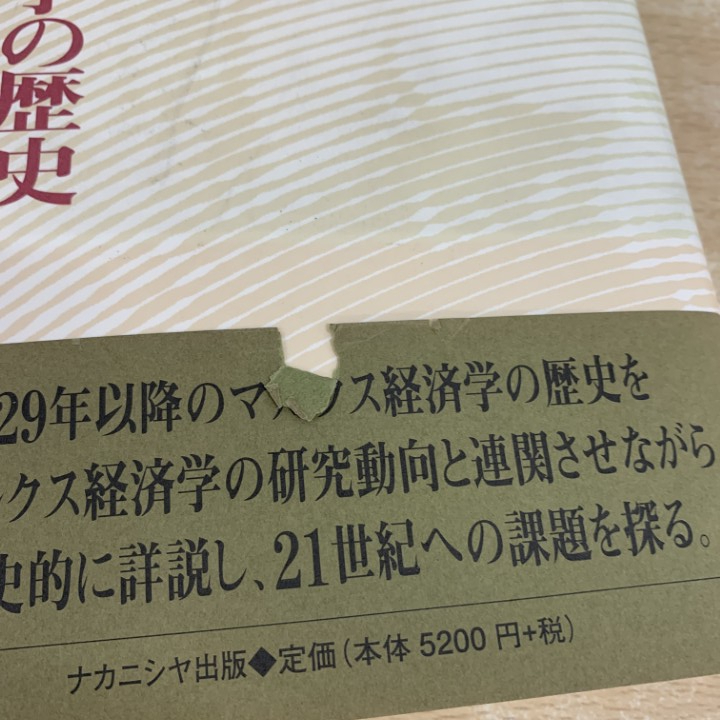 の歴史
29年以降のマ クス経済学の歴史を
クス経済学の研究動向と連関させながら
史的に詳説し、21世紀への課題を探る。
ナカニシヤ出版◆定価(本体 5200 円+税)